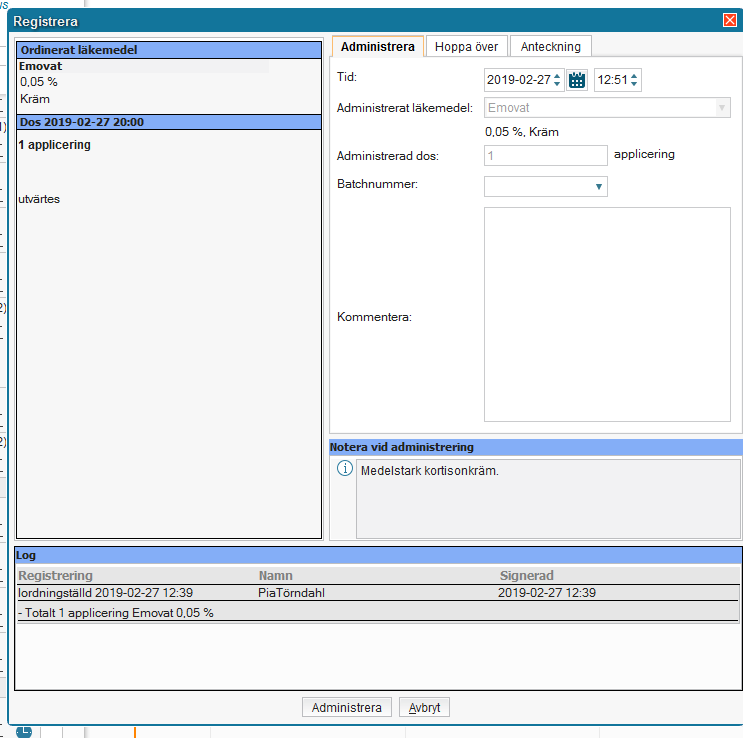 Registrera
Ordinerat läkemedel
Emovat
0,05 %
Kräm
Dos 2019-02-27 20:00
1 applicering
utvärtes
Administrera
Hoppa över
Anteckning
Tid:
2019-02-27
12:51
Administrerat läkemedel:
Emovat
0,05 %, Kräm
Administrerad dos:
1
applicering
Batchnummer:
Kommentera:
Notera vid administrering
Medelstark kortisonkräm.
Log
Registrering Namn Signerad
Iordningställd 2019-02-27 12:39 PiaTörndahl 2019-02-27 12:39
- Totalt 1 applicering Emovat 0,05 %
Administrera
Avbryt